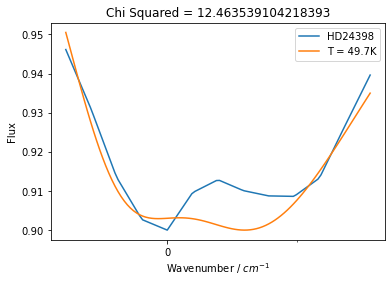 Chi Squared = 12.463539104218393
HD24398
T = 49.7K
Flux
0.95
0.94
0.93
0.92
0.91
0.90
0
Wavenumber / cm⁻¹